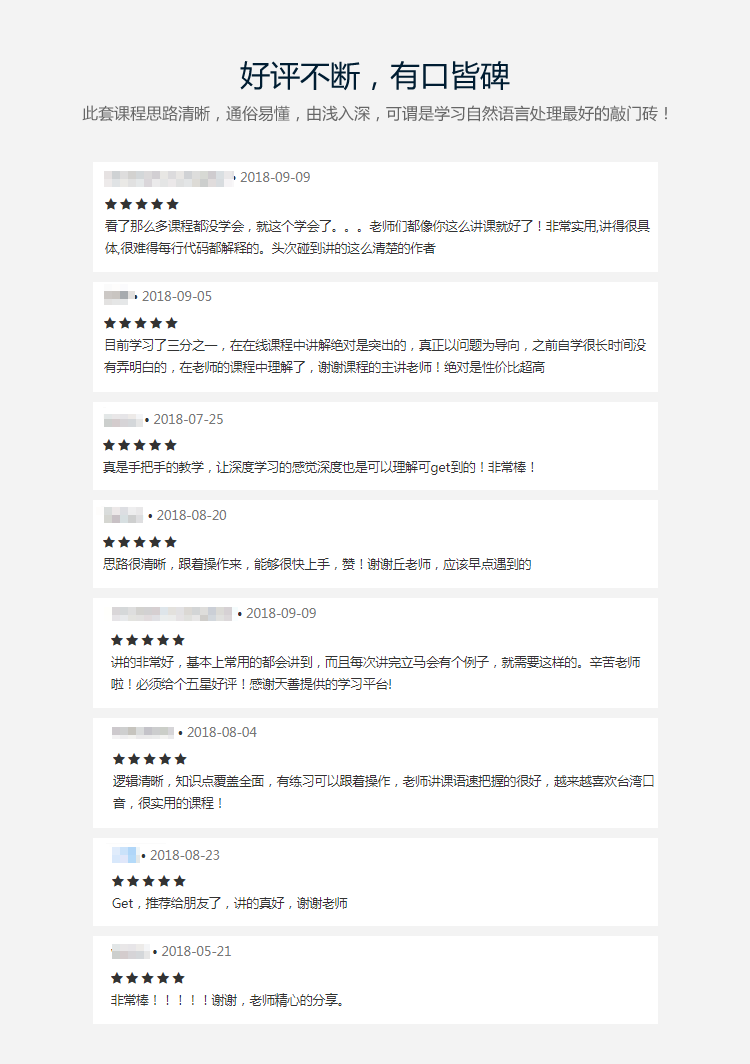 好评不断，有口皆碑
此套课程思路清晰，通俗易懂，由浅入深，可谓是学习自然语言处理最好的敲门砖！
• 2018-09-09
★★★★★
看了那么多课程都没学会，就这个学会了。。。老师们都像你这么讲课就好了！非常实用,讲得很具
体,很难得每行代码都解释的。头次碰到讲的这么清楚的作者
• 2018-09-05
★★★★★
目前学习了三分之一，在在线课程中讲解绝对是突出的，真正以问题为导向，之前自学很长时间没
有弄明白的，在老师的课程中理解了，谢谢课程的主讲老师！绝对是性价比超高
• 2018-07-25
★★★★★
真是手把手的教学，让深度学习的感觉深度也是可以理解可get到的！非常棒！
• 2018-08-20
★★★★★
思路很清晰，跟着操作来，能够很快上手，赞！谢谢丘老师，应该早点遇到的
• 2018-09-09
★★★★★
讲的非常好，基本上常用的都会讲到，而且每次讲完立马会有个例子，就需要这样的。辛苦老师
啦！必须给个五星好评！感谢天善提供的学习平台!
• 2018-08-04
★★★★★
逻辑清晰，知识点覆盖全面，有练习可以跟着操作，老师讲课语速把握的很好，越来越喜欢台湾口
音，很实用的课程！
• 2018-08-23
★★★★★
Get，推荐给朋友了，讲的真好，谢谢老师
• 2018-05-21
★★★★★
非常棒！！！！！谢谢，老师精心的分享。